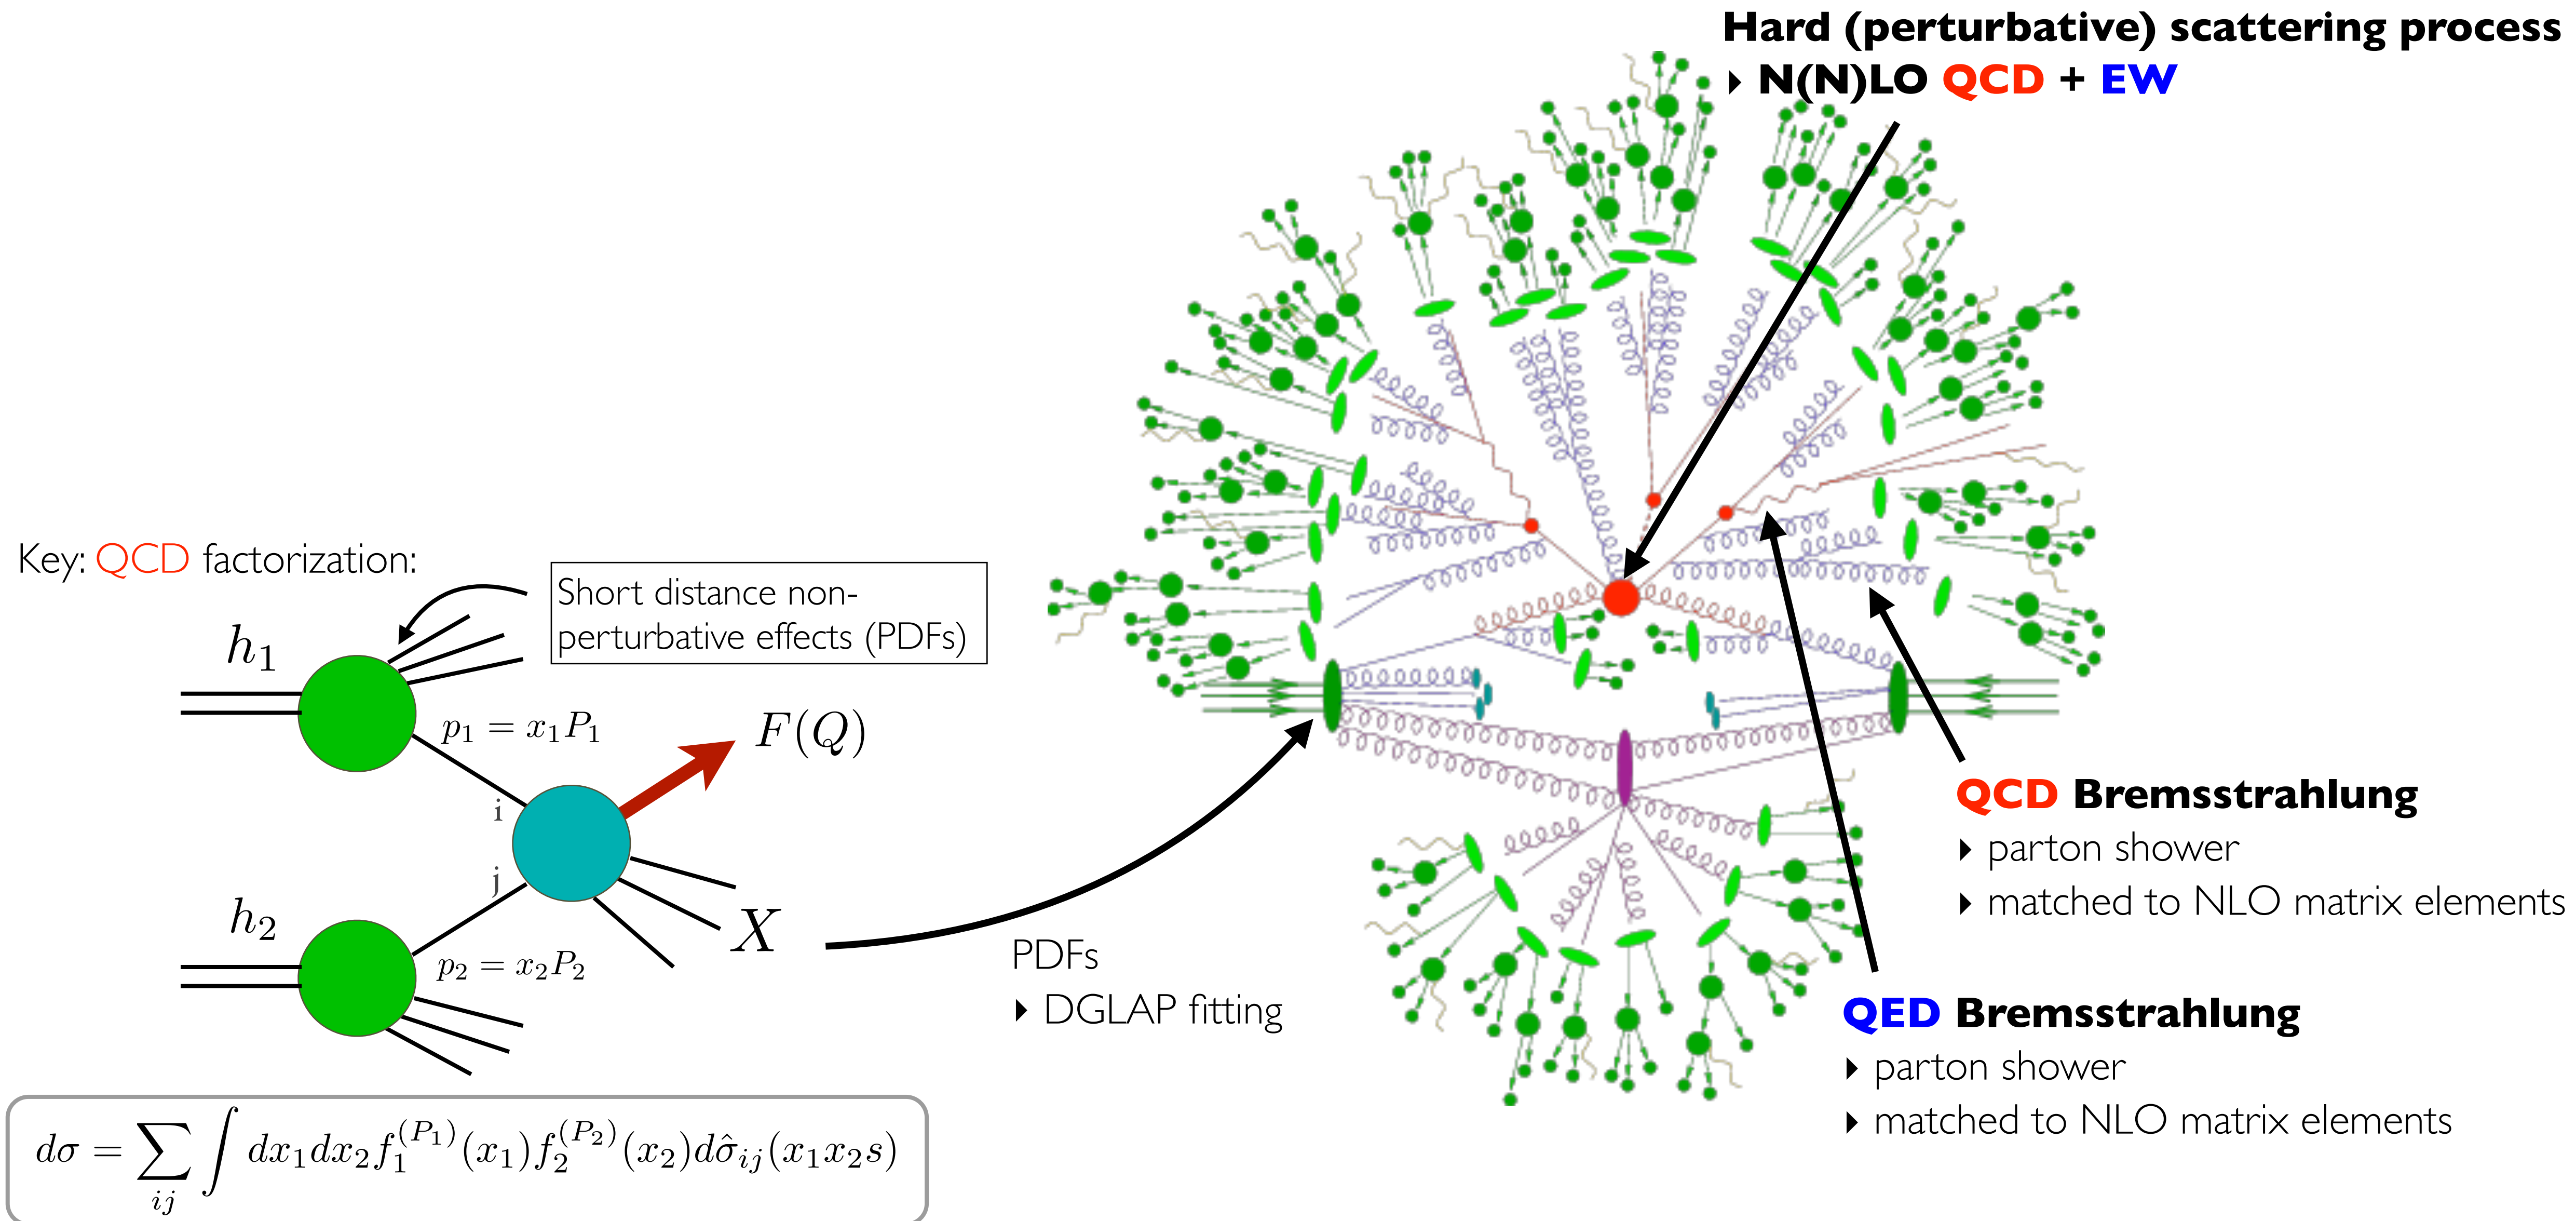 Hard (perturbative) scattering process
‣ N(N)LO QCD + EW
Key: QCD factorization:
Short distance non-
perturbative effects (PDFs)
h₁
p₁ = x₁P₁
F(Q)
i
j
h₂
X
p₂ = x₂P₂
PDFs
‣ DGLAP fitting
QCD Bremsstrahlung
‣ parton shower
‣ matched to NLO matrix elements
QED Bremsstrahlung
‣ parton shower
‣ matched to NLO matrix elements
dσ = ∑_{ij} ∫ dx₁dx₂f₁^{(P₁)}(x₁)f₂^{(P₂)}(x₂)dσ̂_{ij}(x₁x₂s)